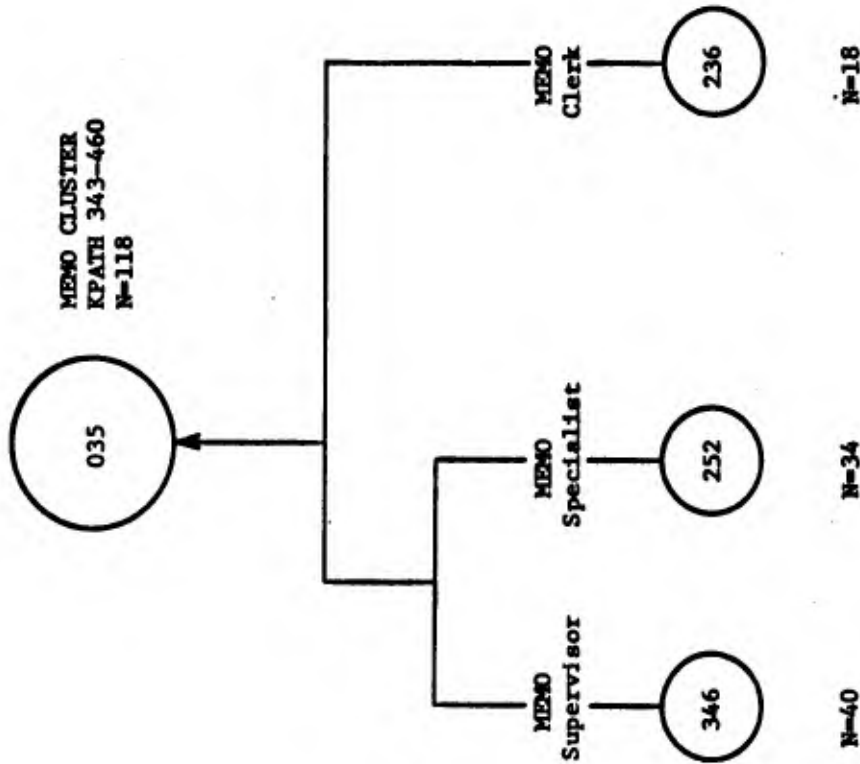 MEMO CLUSTER
KPATH 343-460
N=118
035
MEMO
Supervisor
346
N=40
MEMO
Specialist
252
N=34
MEMO
Clerk
236
N=18